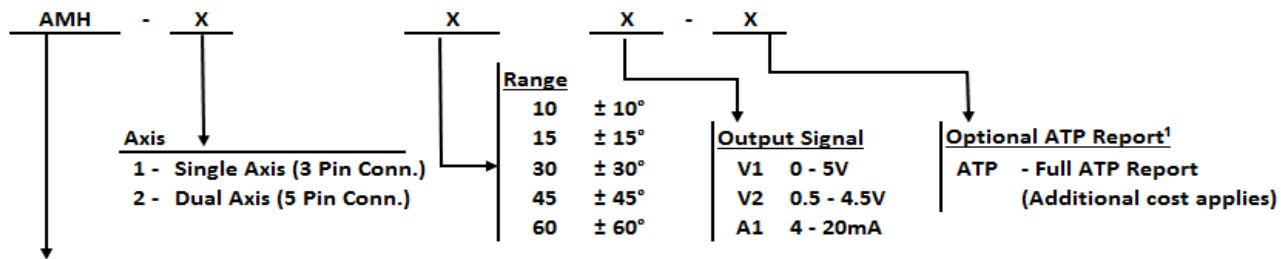 AMH - X X X - X
Axis
1 - Single Axis (3 Pin Conn.)
2 - Dual Axis (5 Pin Conn.)
Range
10 ± 10°
15 ± 15°
30 ± 30°
45 ± 45°
60 ± 60°
Output Signal
V1 0 - 5V
V2 0.5 - 4.5V
A1 4 - 20mA
Optional ATP Report¹
ATP - Full ATP Report
(Additional cost applies)